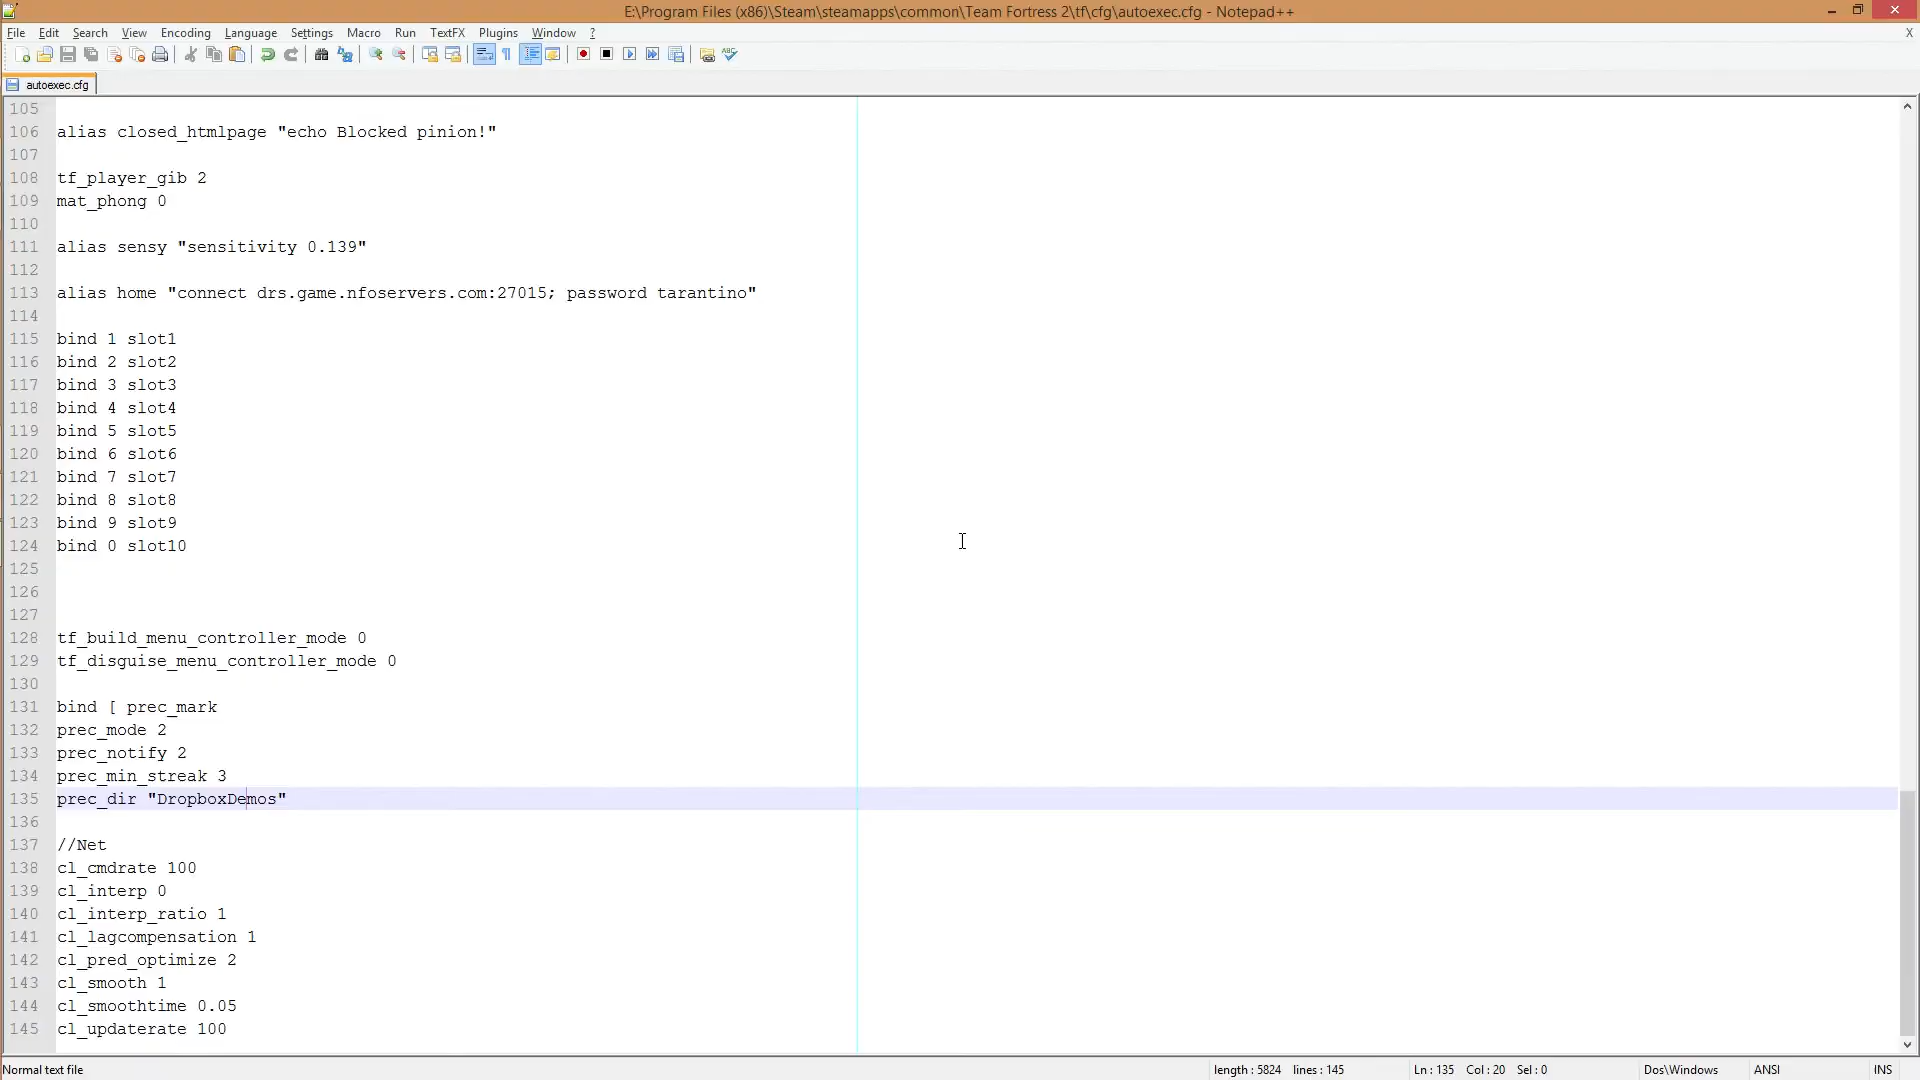 E:\Program Files (x86)\Steam\steamapps\common\Team Fortress 2\tf\cfg\autoexec.cfg - Notepad++
File Edit Search View Encoding Language Settings Macro Run TextFX Plugins Window ? X
autoexec.cfg
105
106 alias closed_htmlpage "echo Blocked pinion!"
107
108 tf_player_gib 2
109 mat_phong 0
110
111 alias sensy "sensitivity 0.139"
112
113 alias home "connect drs.game.nfoservers.com:27015; password tarantino"
114
115 bind 1 slot1
116 bind 2 slot2
117 bind 3 slot3
118 bind 4 slot4
119 bind 5 slot5
120 bind 6 slot6
121 bind 7 slot7
122 bind 8 slot8
123 bind 9 slot9
124 bind 0 slot10
125
126
127
128 tf_build_menu_controller_mode 0
129 tf_disguise_menu_controller_mode 0
130
131 bind [ prec_mark
132 prec_mode 2
133 prec_notify 2
134 prec_min_streak 3
135 prec_dir "DropboxDemos"
136
137 //Net
138 cl_cmdrate 100
139 cl_interp 0
140 cl_interp_ratio 1
141 cl_lagcompensation 1
142 cl_pred_optimize 2
143 cl_smooth 1
144 cl_smoothtime 0.05
145 cl_updaterate 100
Normal text file length : 5824 lines : 145 Ln : 135 Col : 20 Sel : 0 Dos\Windows ANSI INS